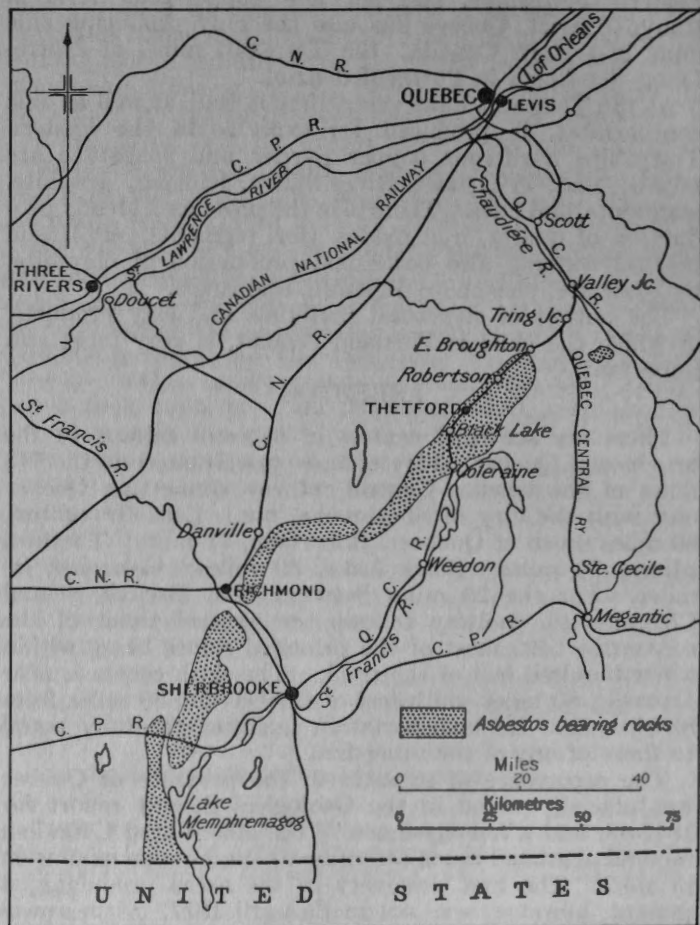 C. N. R.
I. of Orleans
QUEBEC
LEVIS
C. P. R.
ST. LAWRENCE RIVER
CANADIAN NATIONAL RAILWAY
Chaudière R.
Q. C. R.
Scott
THREE RIVERS
Doucet
Valley Jc.
Tring Jc.
E. Broughton
Robertson
THETFORD
Black Lake
Coleraine
QUEBEC CENTRAL RY
C. N. R.
St Francis R.
Danville
C. N. R.
RICHMOND
Weedon
Ste. Cecile
Megantic
Q. C. R.
St Francis R.
C. P. R.
SHERBROOKE
C. P. R.
Asbestos bearing rocks
Miles
0 20 40
Kilometres
0 25 50 75
Lake
Memphremagog
UNITED STATES